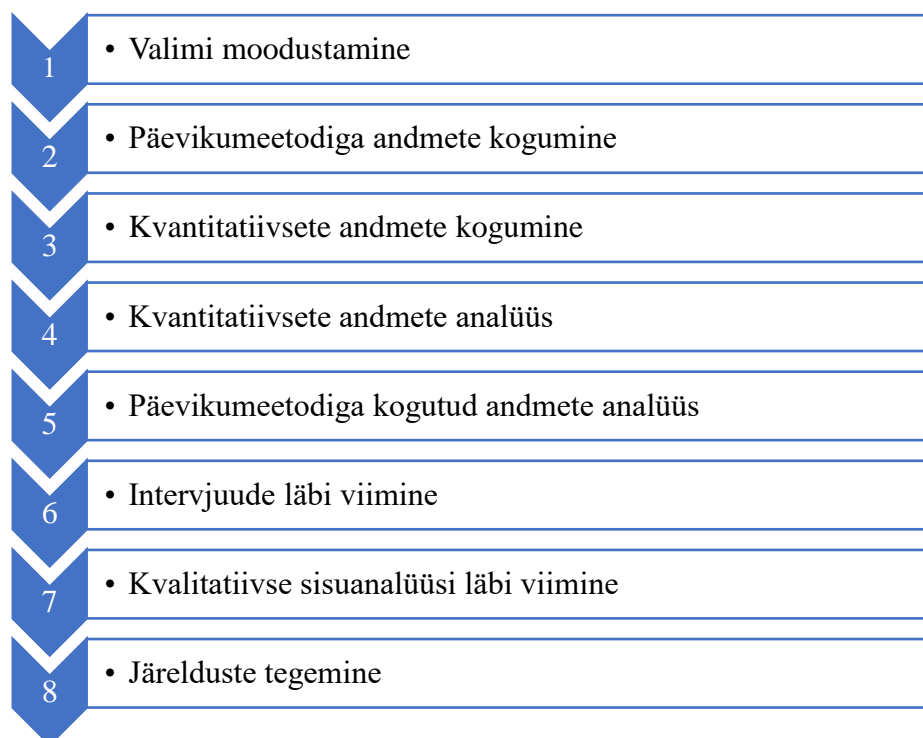 1 • Valimi moodustamine
2 • Päevikumeetodiga andmete kogumine
3 • Kvantitatiivsete andmete kogumine
4 • Kvantitatiivsete andmete analüüs
5 • Päevikumeetodiga kogutud andmete analüüs
6 • Intervjuude läbi viimine
7 • Kvalitatiivse sisuanalüüsi läbi viimine
8 • Järelduste tegemine